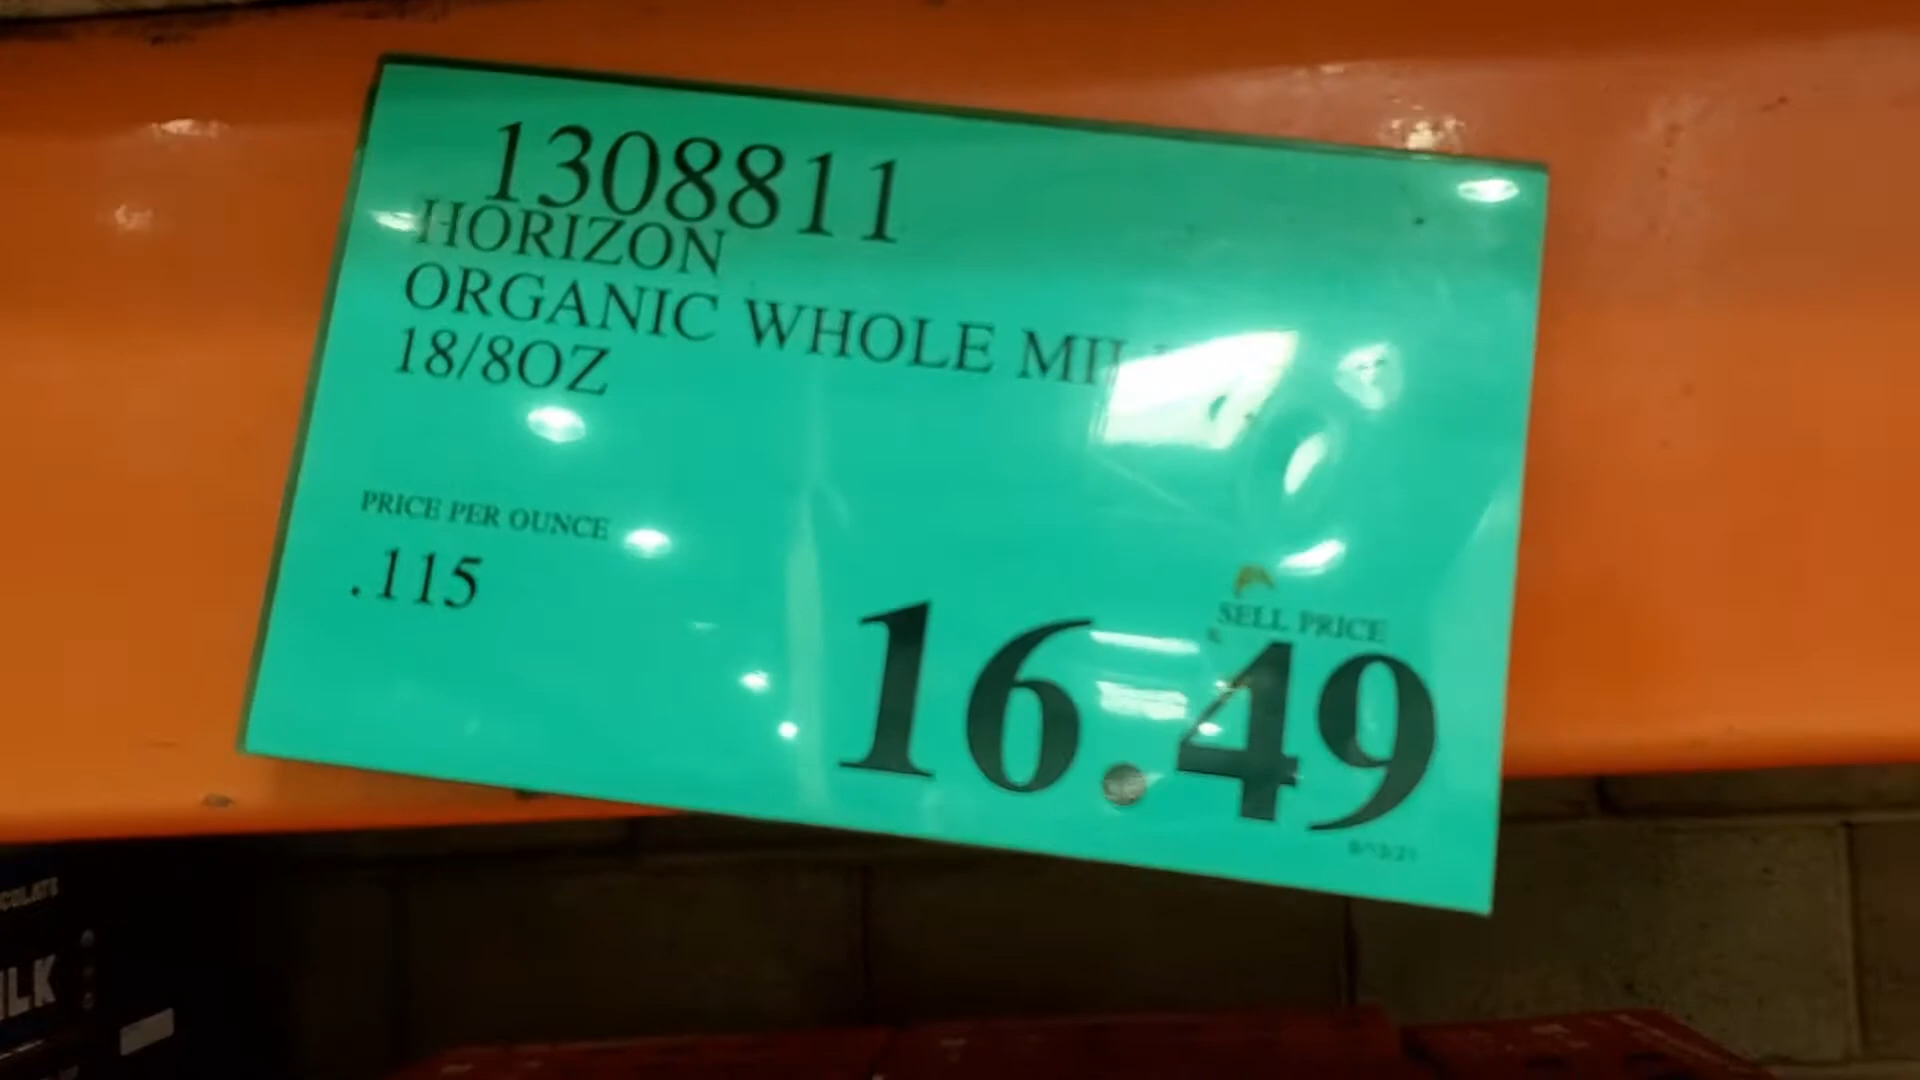 1308811
HORIZON
ORGANIC WHOLE
18/8OZ
PRICE PER OUNCE
.115
SELL PRICE
16.49